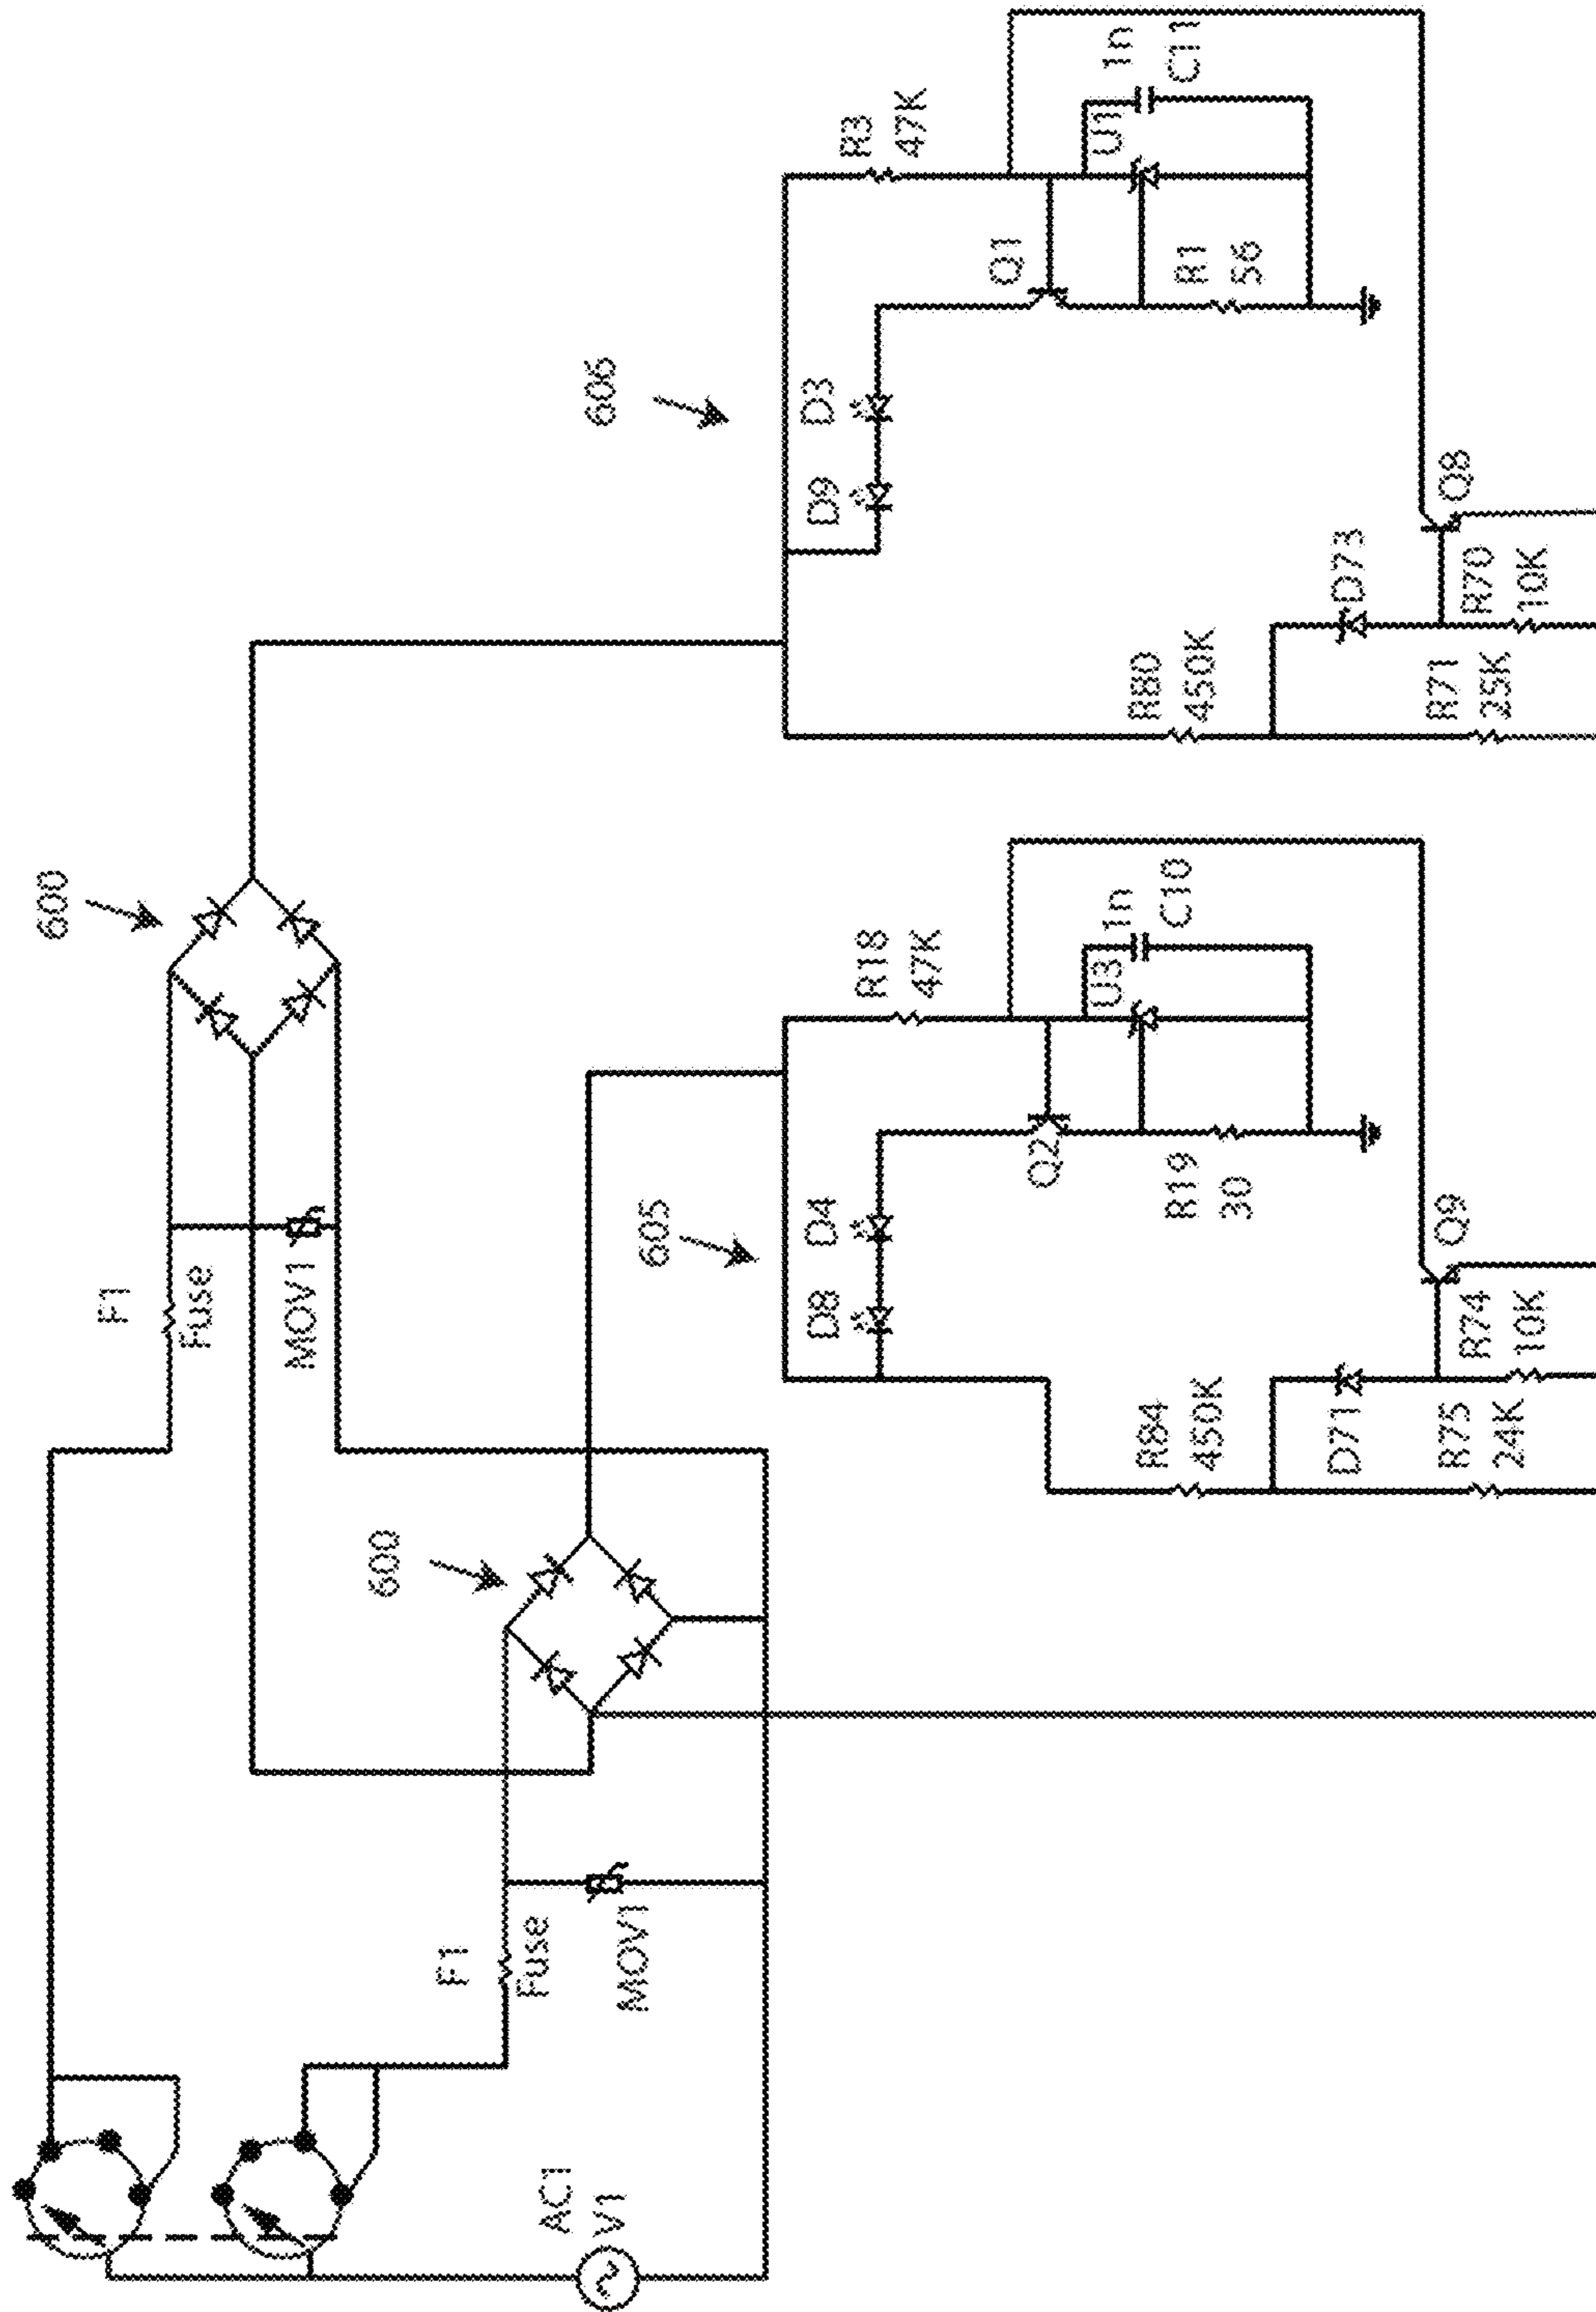 600
F1
Fuse
MOV1
600
F1
Fuse
MOV1
AC1
V1
606
D9
D3
R3
47K
Q1
U1
1n
C11
R1
56
R80
450K
D73
Q8
R71
25K
R70
10K
605
D8
D4
R18
47K
Q2
U3
1n
C10
R19
30
R84
450K
D71
Q9
R75
24K
R74
10K